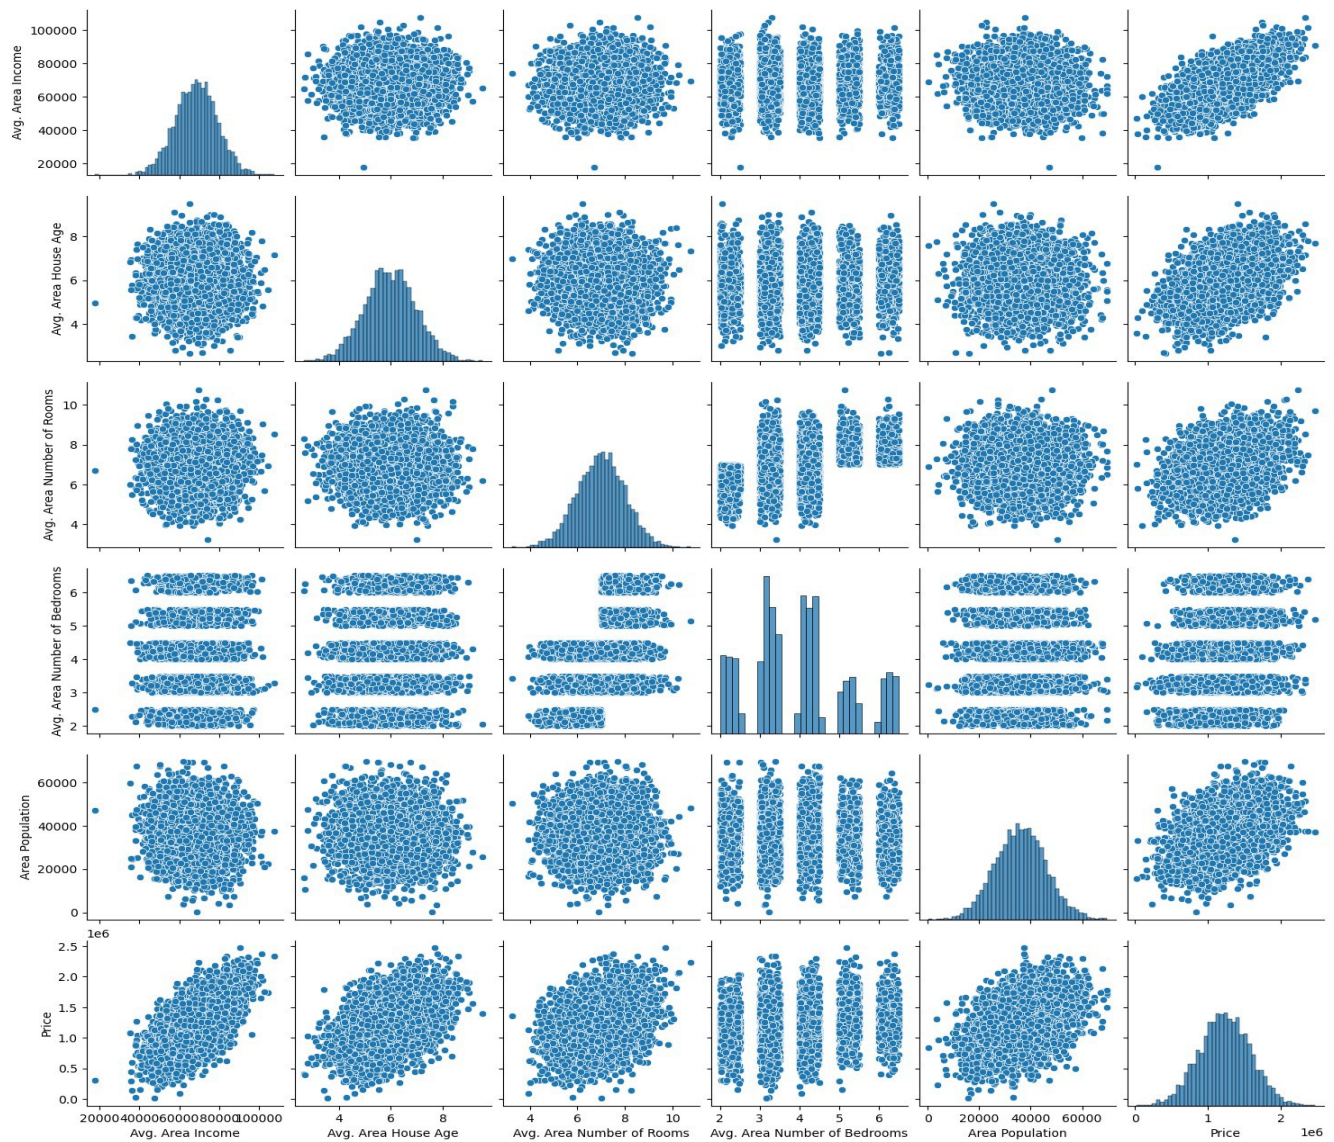 100000
80000
60000
40000
20000
Avg. Area Income
8
6
4
Avg. Area House Age
10
8
6
4
Avg. Area Number of Rooms
6
5
4
3
2
Avg. Area Number of Bedrooms
60000
40000
20000
0
Area Population
1e6
2.5
2.0
1.5
1.0
0.5
0.0
Price
20000 40000 60000 80000 100000
Avg. Area Income
4 6 8
Avg. Area House Age
4 6 8 10
Avg. Area Number of Rooms
2 3 4 5 6
Avg. Area Number of Bedrooms
0 20000 40000 60000
Area Population
0 1 2
1e6
Price